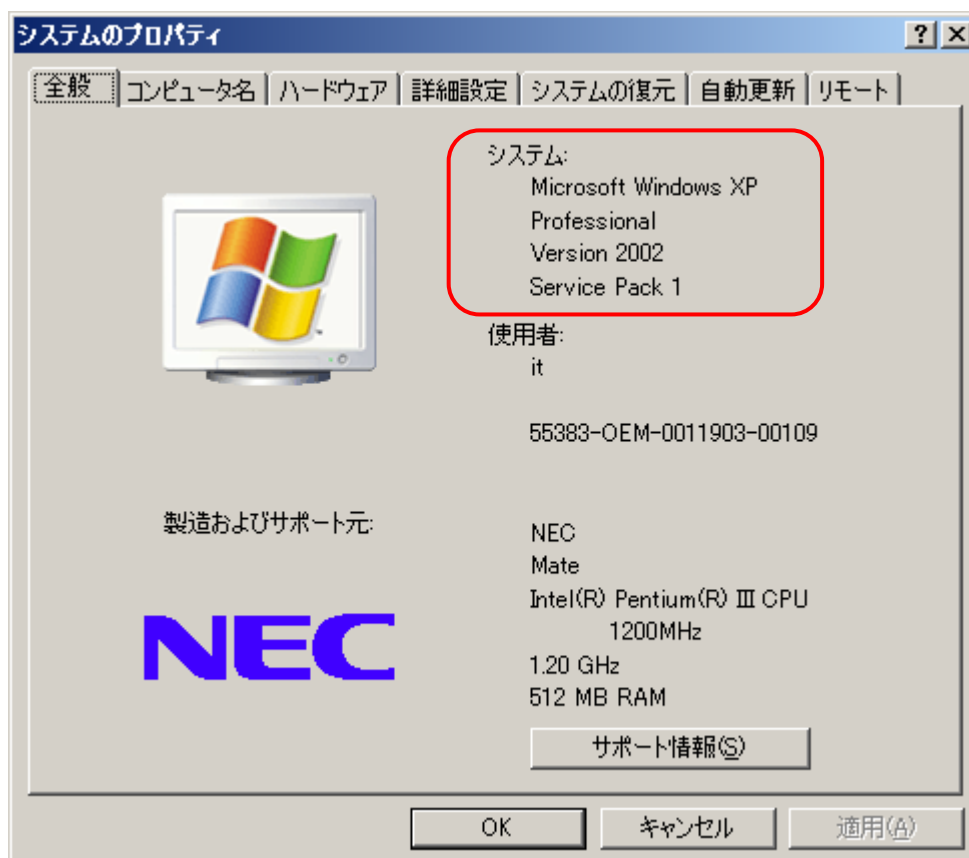 システムのプロパティ
全般 コンピュータ名 ハードウェア 詳細設定 システムの復元 自動更新 リモート
システム:
Microsoft Windows XP
Professional
Version 2002
Service Pack 1
使用者:
it
55383-OEM-0011903-00109
製造およびサポート元:
NEC
Mate
Intel(R) Pentium(R) III CPU
1200MHz
1.20 GHz
512 MB RAM
NEC
サポート情報(S)
OK キャンセル 適用(A)